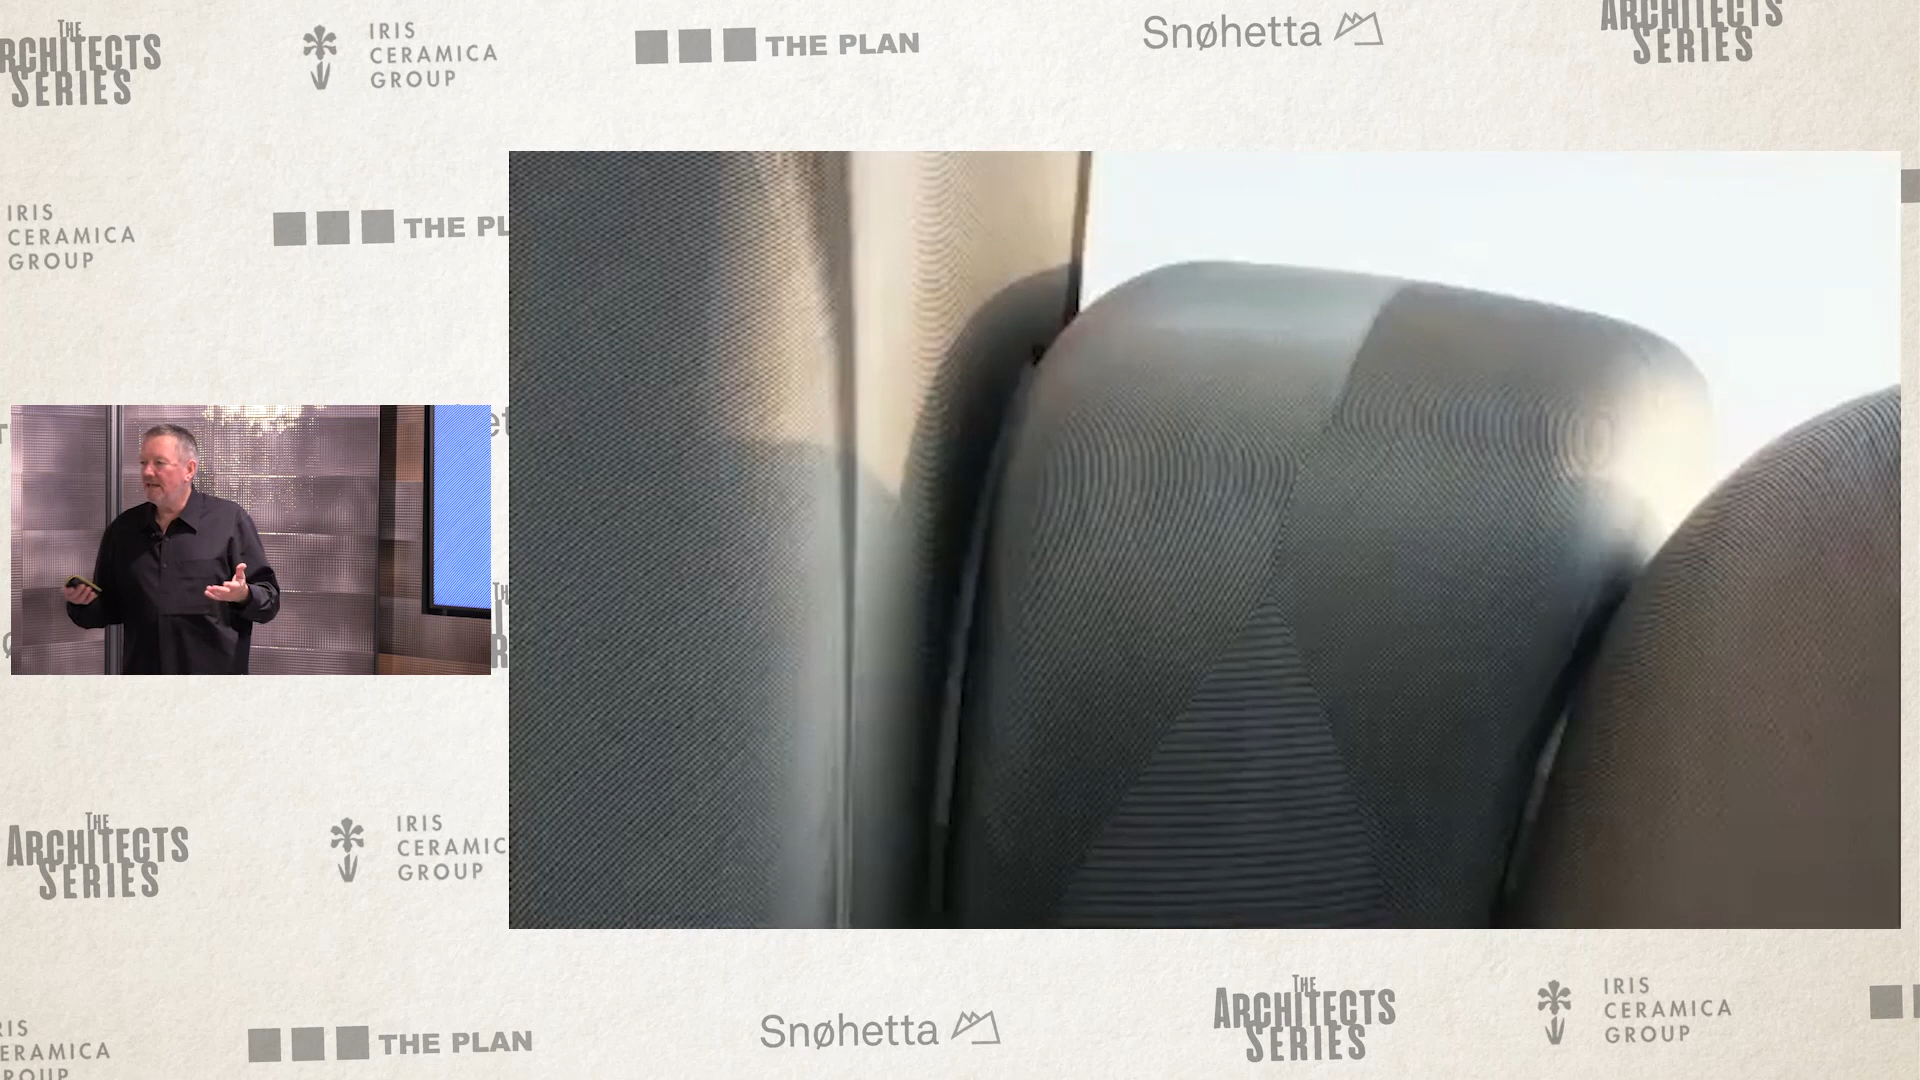 THE
ARCHITECTS
SERIES
IRIS
CERAMICA
GROUP
THE PLAN
Snøhetta
ARCHITECTS
SERIES
IRIS
CERAMICA
GROUP
THE PL
THE
ARCHITECTS
SERIES
IRIS
CERAMIC
GROUP
THE PLAN
Snøhetta
THE
ARCHITECTS
SERIES
IRIS
CERAMICA
GROUP
IRIS
ERAMICA
ROUP